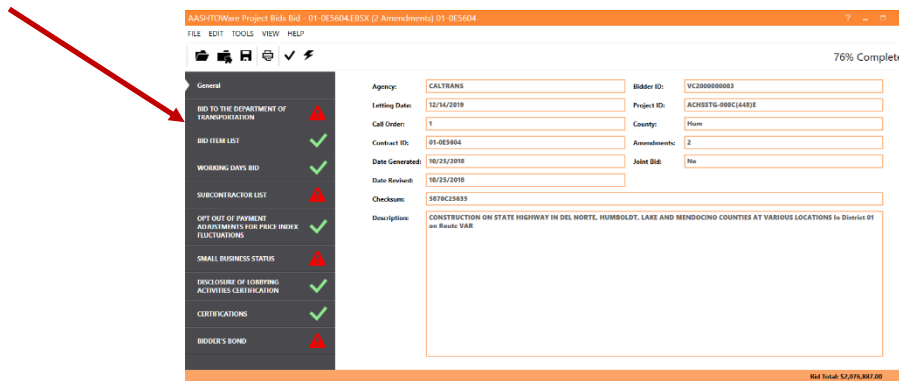 AASHTOWare Project Bids Bid - 01-0E5604.EBSX (2 Amendments) 01-0E5604
FILE EDIT TOOLS VIEW HELP
76% Complete
General
BID TO THE DEPARTMENT OF
TRANSPORTATION
BID ITEM LIST
WORKING DAYS BID
SUBCONTRACTOR LIST
OPT OUT OF PAYMENT
ADJUSTMENTS FOR PRICE INDEX
FLUCTUATIONS
SMALL BUSINESS STATUS
DISCLOSURE OF LOBBYING
ACTIVITIES CERTIFICATION
CERTIFICATIONS
BIDDER'S BOND
Agency: CALTRANS Bidder ID: VC2000000003
Letting Date: 12/14/2019 Project ID: ACHSSTG-000C(448)E
Call Order: 1 County: Hum
Contract ID: 01-0E5604 Amendments: 2
Date Generated: 10/25/2018 Joint Bid: No
Date Revised: 10/25/2018
Checksum: 5870C25635
Description: CONSTRUCTION ON STATE HIGHWAY IN DEL NORTE, HUMBOLDT, LAKE AND MENDOCINO COUNTIES AT VARIOUS LOCATIONS In District 01
on Route VAR
Bid Total: $2,076,887.00